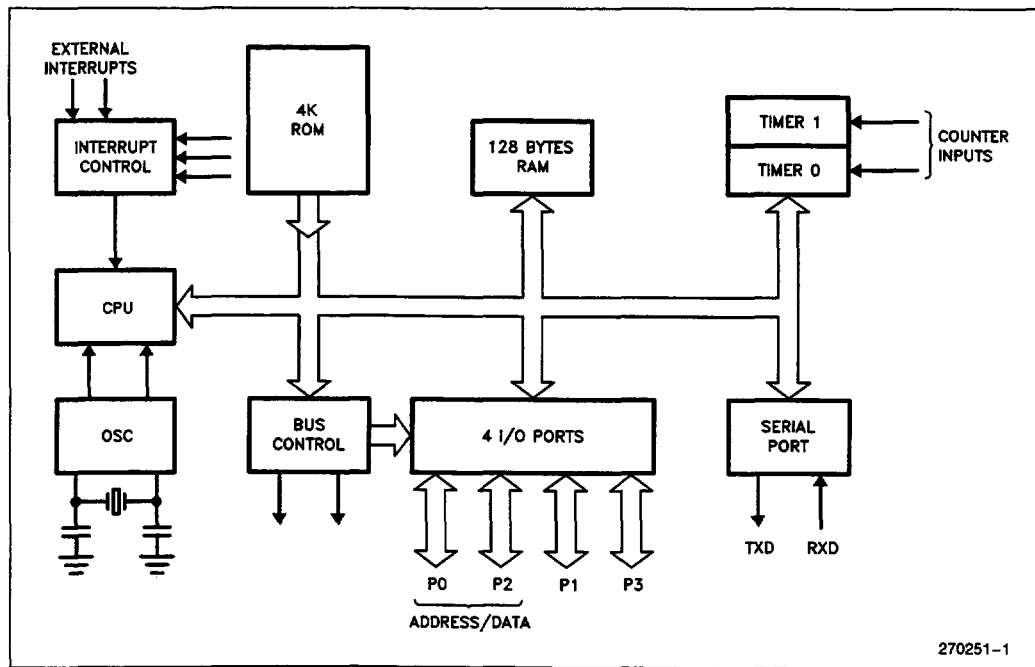 EXTERNAL
INTERRUPTS
INTERRUPT
CONTROL
4K
ROM
128 BYTES
RAM
TIMER 1
TIMER 0
COUNTER
INPUTS
CPU
OSC
BUS
CONTROL
4 I/O PORTS
SERIAL
PORT
TXD
RXD
P0
P2
P1
P3
ADDRESS/DATA
270251-1